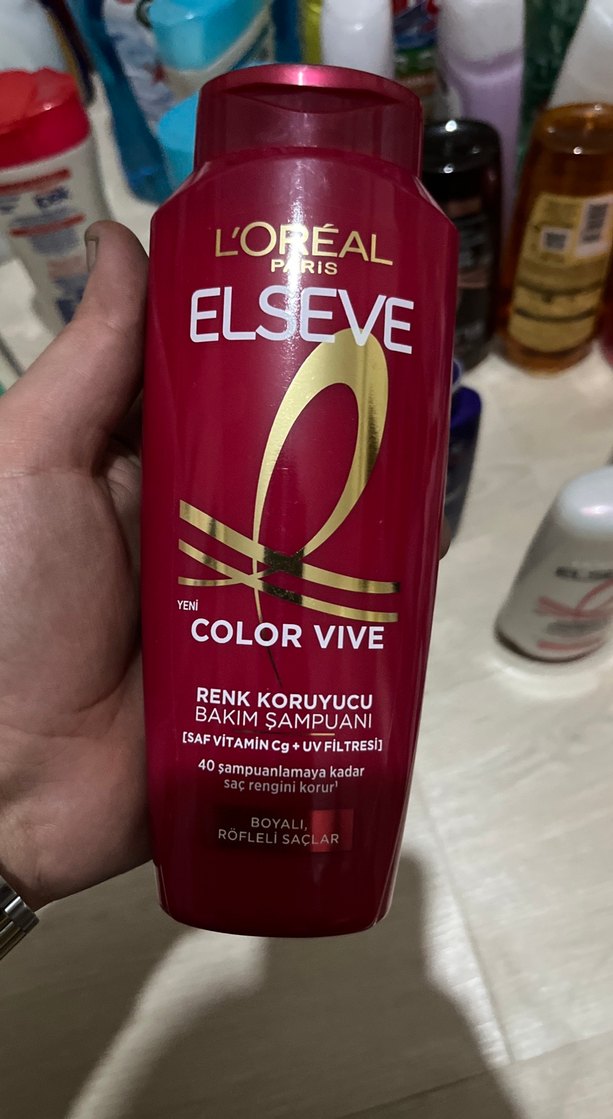 L'ORÉAL
PARIS
ELSEVE
YENİ
COLOR VIVE
RENK KORUYUCU
BAKIM ŞAMPUANI
[SAF VİTAMİN Cg + UV FİLTRESİ]
40 şampuanlamaya kadar
saç rengini korur¹
BOYALI,
RÖFLELİ SAÇLAR